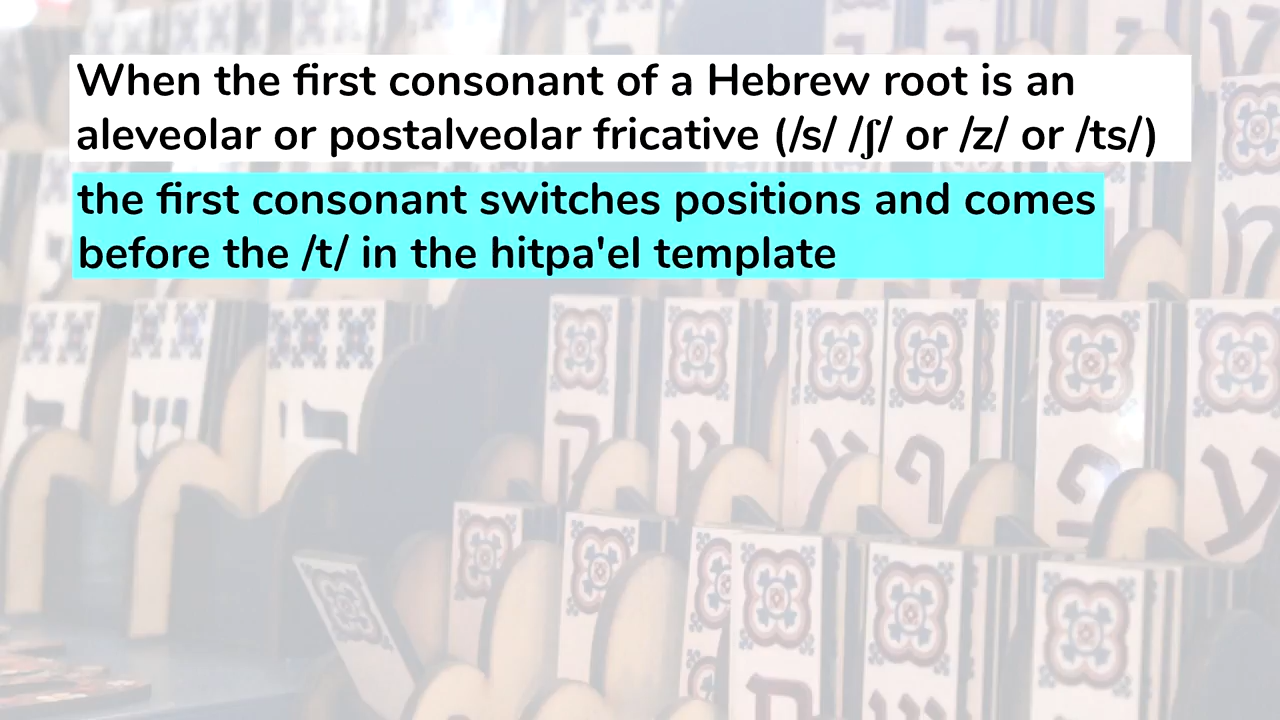 When the first consonant of a Hebrew root is an
aleveolar or postalveolar fricative (/s/ /ʃ/ or /z/ or /ts/)
the first consonant switches positions and comes
before the /t/ in the hitpa'el template
ק
ץ
צ
ף
פ
ע